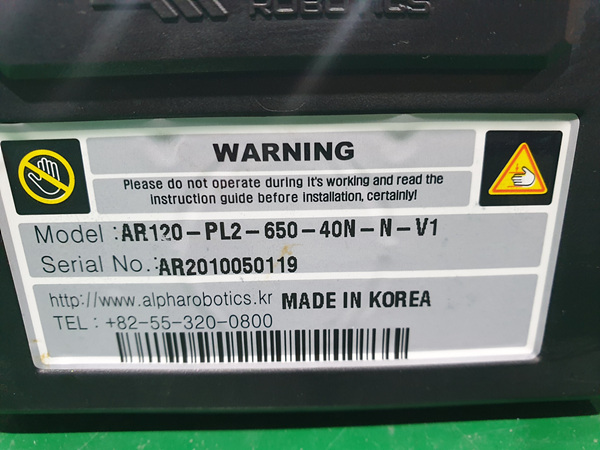 ROBOTICS
WARNING
Please do not operate during It's working and read the
instruction guide before installation, certainly!
Model : AR120-PL2-650-40N-N-V1
Serial No.: AR2010050119
http://www.alpharobotics.kr MADE IN KOREA
TEL : +82-55-320-0800